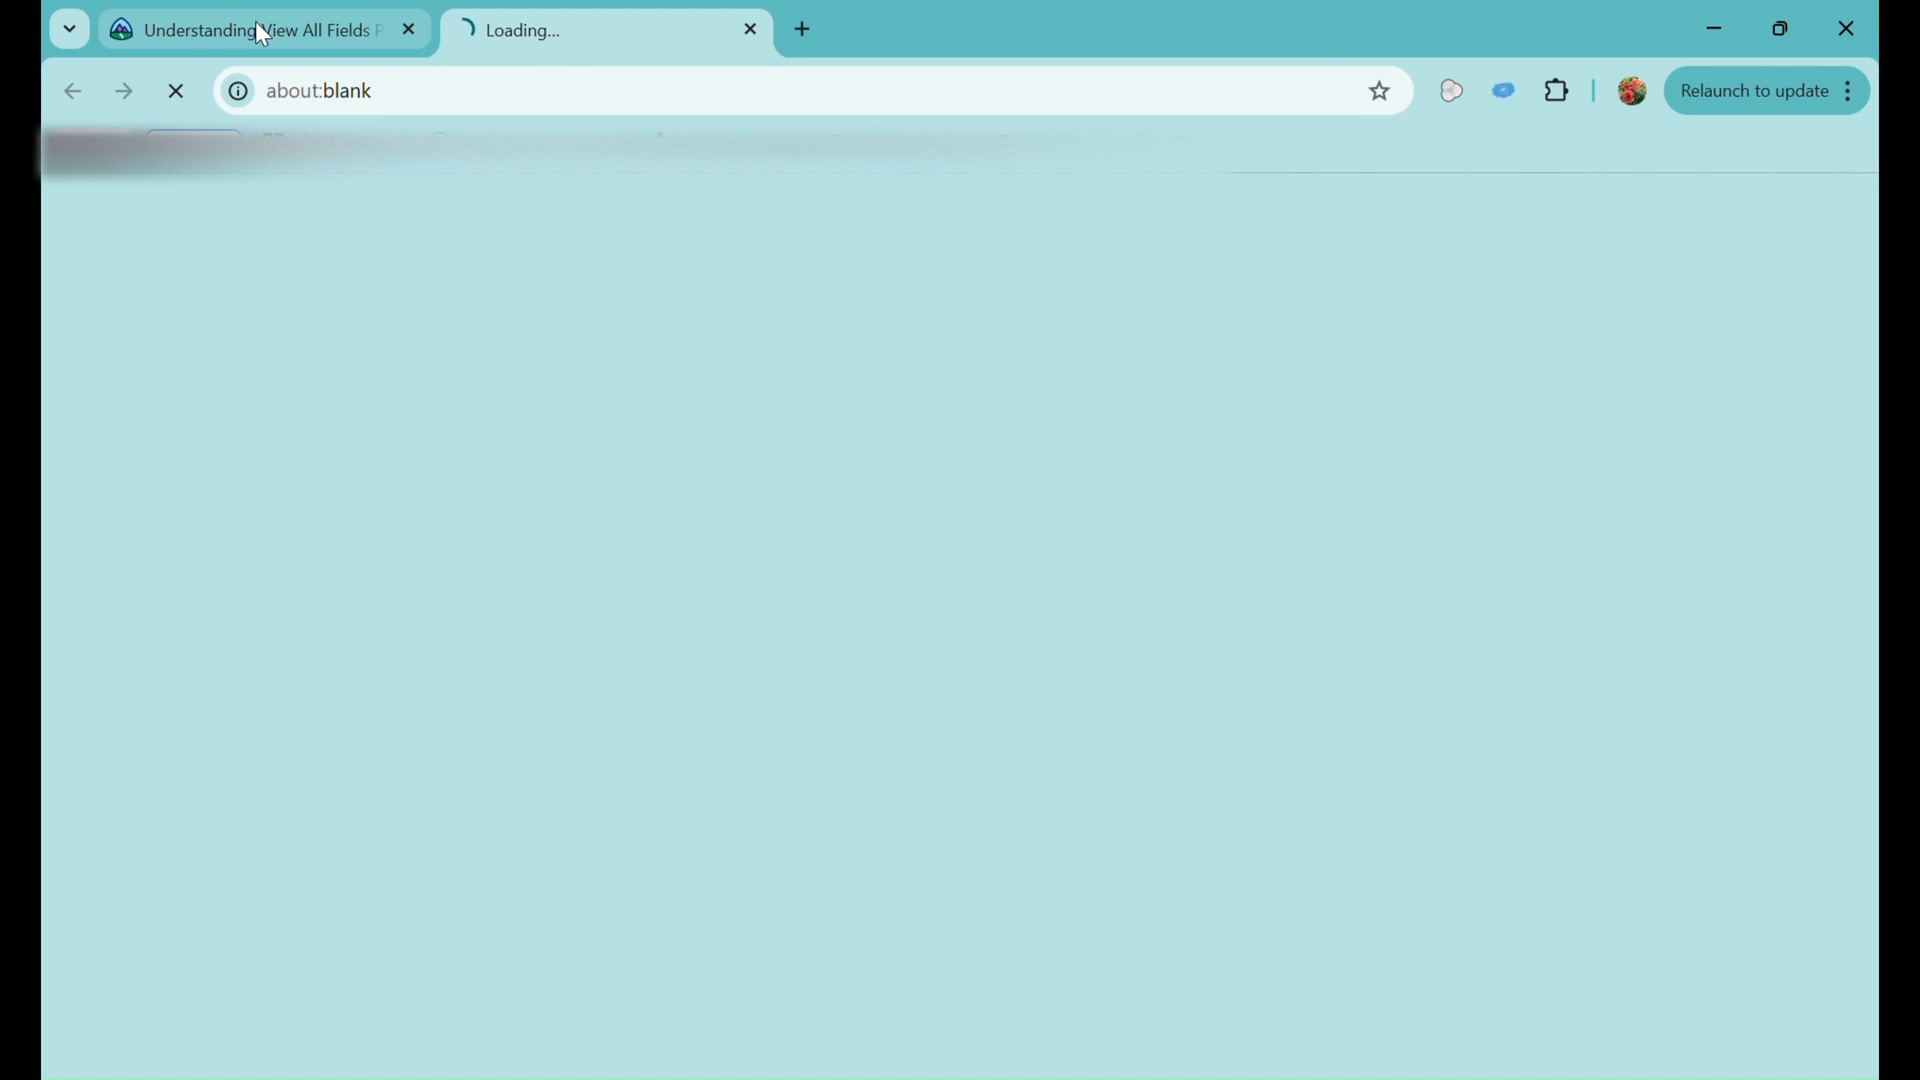 Understanding View All Fields P
Loading...
about:blank
Relaunch to update